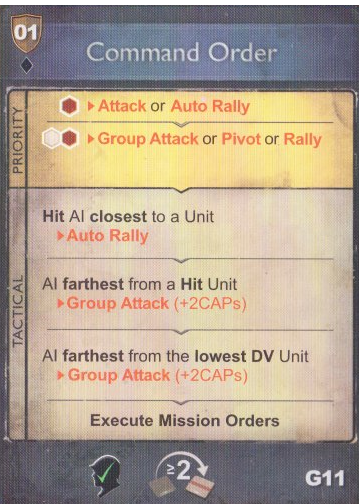 01
Command Order
PRIORITY
▸Attack or Auto Rally
▸Group Attack or Pivot or Rally
TACTICAL
Hit AI closest to a Unit
▸Auto Rally
AI farthest from a Hit Unit
▸Group Attack (+2CAPs)
AI farthest from the lowest DV Unit
▸Group Attack (+2CAPs)
Execute Mission Orders
≥2
G11